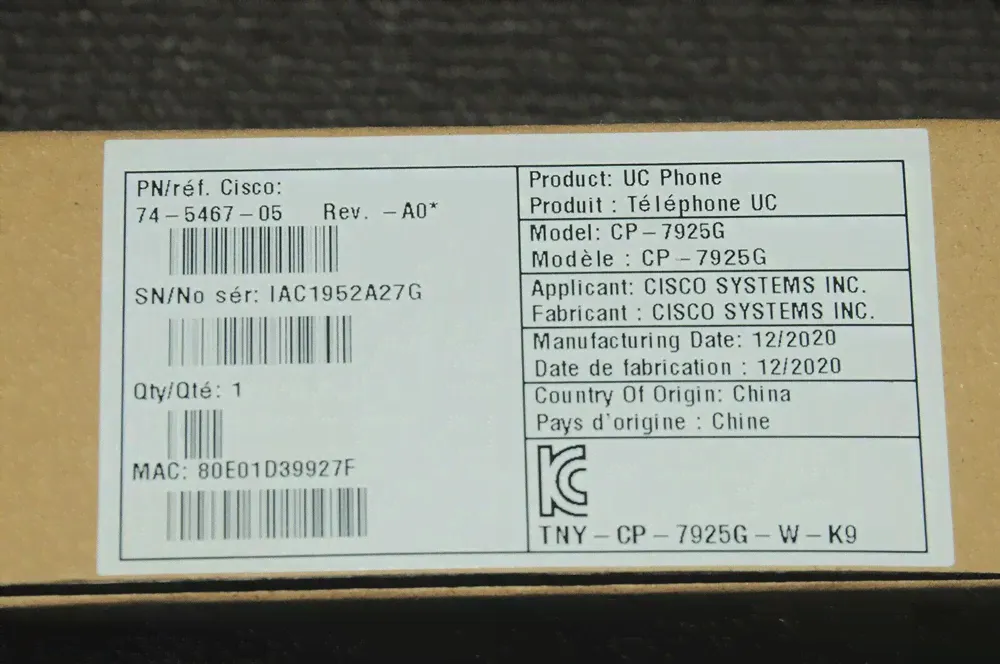 PN/réf. Cisco:
74-5467-05 Rev. -A0*
SN/No sér: IAC1952A27G
Qty/Qté: 1
MAC: 80E01D39927F
Product: UC Phone
Produit : Téléphone UC
Model: CP-7925G
Modèle : CP-7925G
Applicant: CISCO SYSTEMS INC.
Fabricant : CISCO SYSTEMS INC.
Manufacturing Date: 12/2020
Date de fabrication : 12/2020
Country Of Origin: China
Pays d'origine : Chine
KC
TNY-CP-7925G-W-K9